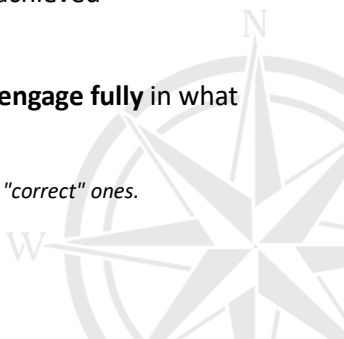 achieved
N
engage fully in what
"correct" ones.
W